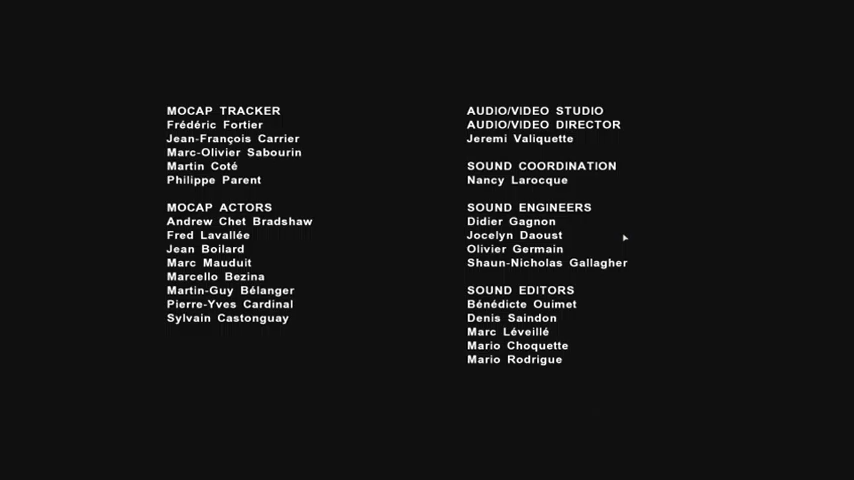 MOCAP TRACKER
Frédéric Fortier
Jean-François Carrier
Marc-Olivier Sabourin
Martin Coté
Philippe Parent
MOCAP ACTORS
Andrew Chet Bradshaw
Fred Lavallée
Jean Boilard
Marc Mauduit
Marcello Bezina
Martin-Guy Bélanger
Pierre-Yves Cardinal
Sylvain Castonguay
AUDIO/VIDEO STUDIO
AUDIO/VIDEO DIRECTOR
Jeremi Valiquette
SOUND COORDINATION
Nancy Larocque
SOUND ENGINEERS
Didier Gagnon
Jocelyn Daoust
Olivier Germain
Shaun-Nicholas Gallagher
SOUND EDITORS
Bénédicte Ouimet
Denis Saindon
Marc Léveillé
Mario Choquette
Mario Rodrigue